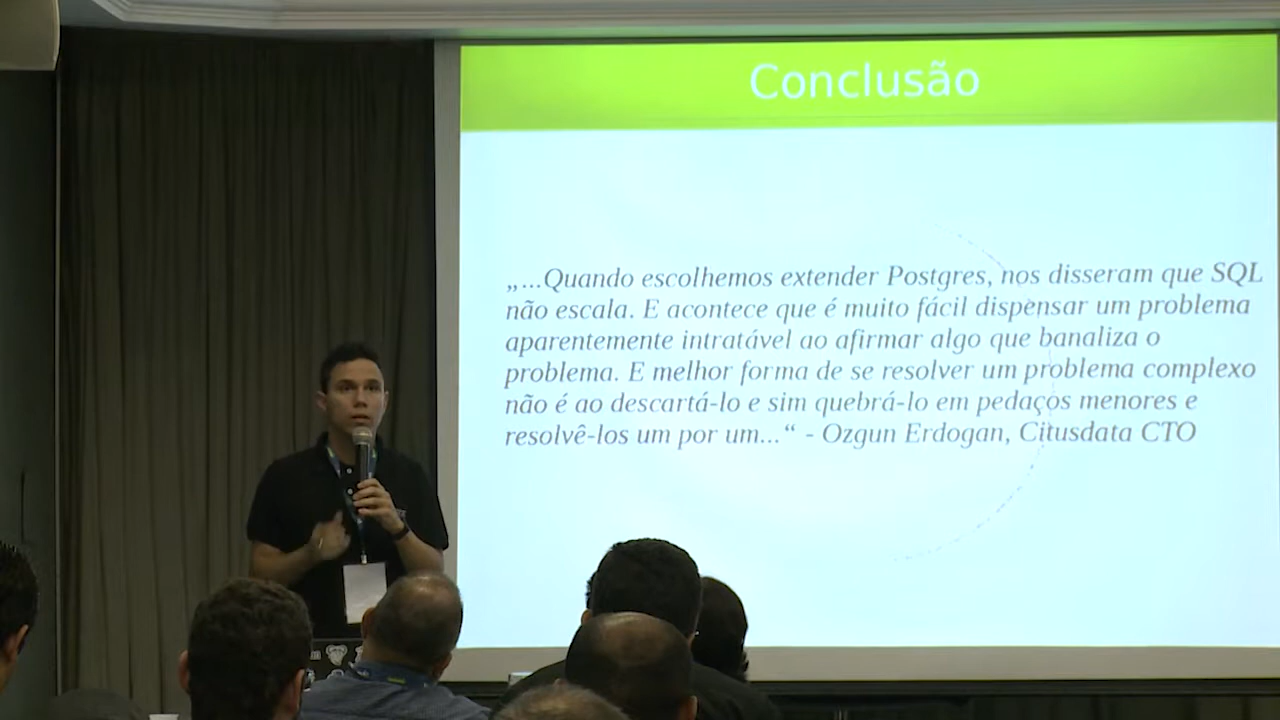 Conclusão
„...Quando escolhemos extender Postgres, nos disseram que SQL
não escala. E acontece que é muito fácil dispensar um problema
aparentemente intratável ao afirmar algo que banaliza o
problema. E melhor forma de se resolver um problema complexo
não é ao descartá-lo e sim quebrá-lo em pedaços menores e
resolvê-los um por um...“ - Ozgun Erdogan, Citusdata CTO